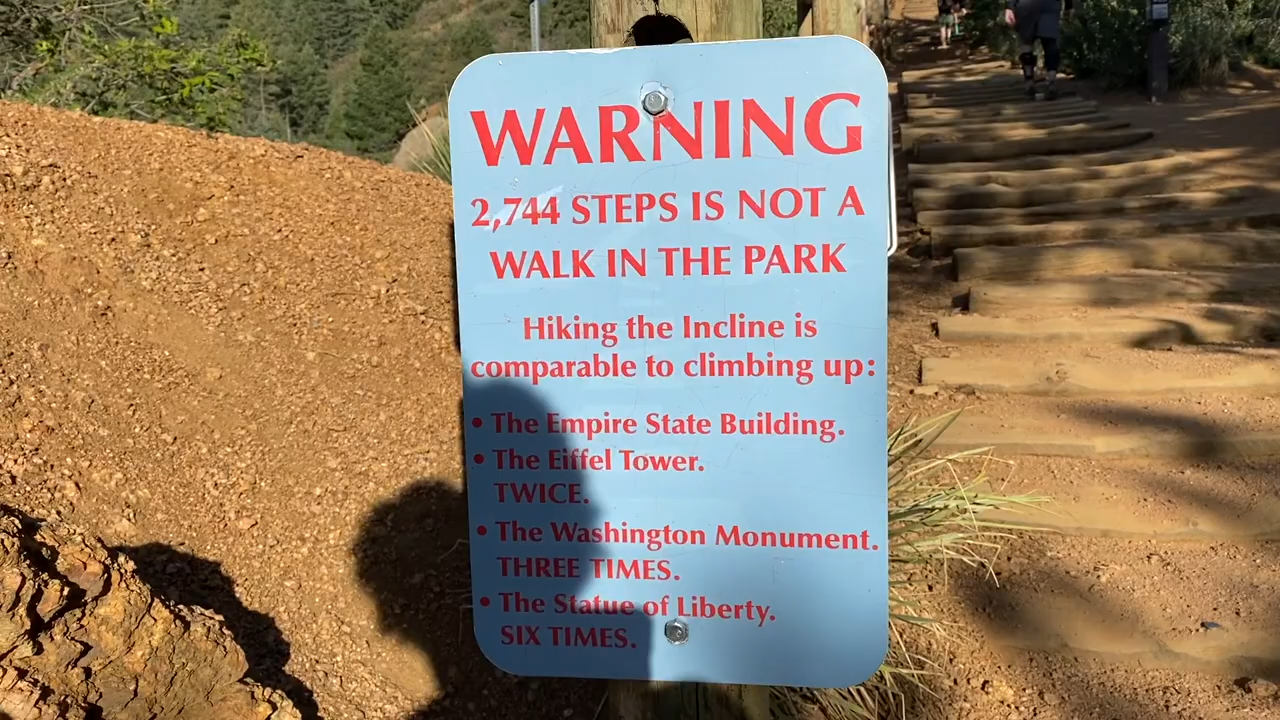 WARNING
2,744 STEPS IS NOT A
WALK IN THE PARK
Hiking the Incline is
comparable to climbing up:
• The Empire State Building.
• The Eiffel Tower.
TWICE.
• The Washington Monument.
THREE TIMES.
• The Statue of Liberty.
SIX TIMES.